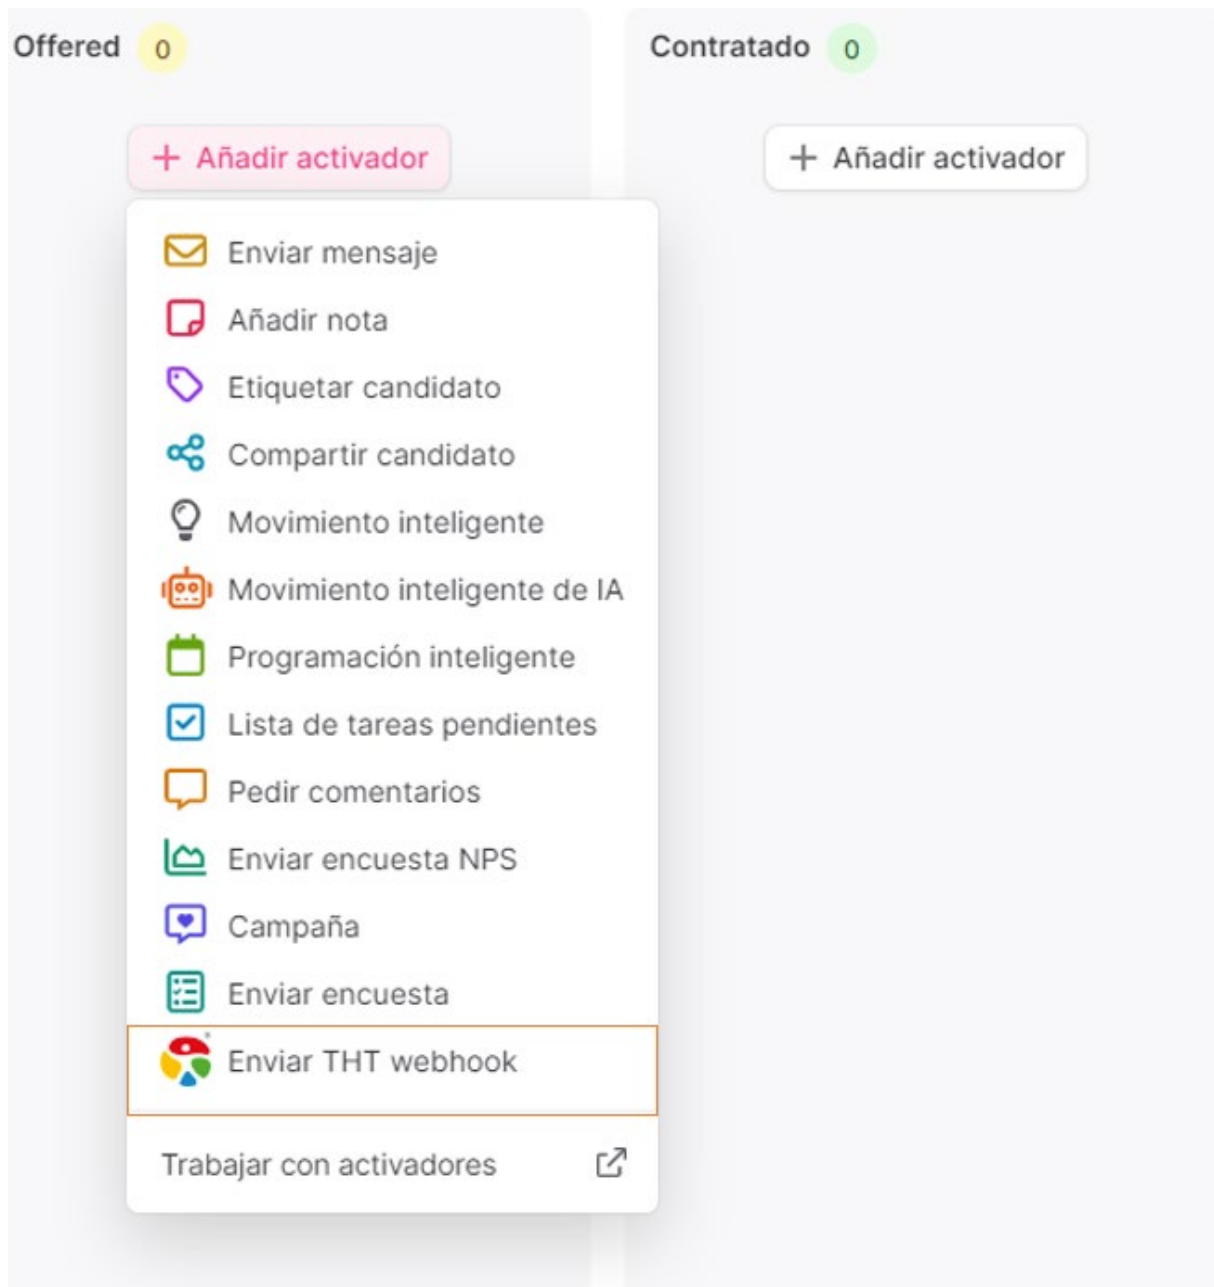 Offered 0
Contratado 0
+ Añadir activador
+ Añadir activador
Enviar mensaje
Añadir nota
Etiquetar candidato
Compartir candidato
Movimiento inteligente
Movimiento inteligente de IA
Programación inteligente
Lista de tareas pendientes
Pedir comentarios
Enviar encuesta NPS
Campaña
Enviar encuesta
Enviar THT webhook
Trabajar con activadores